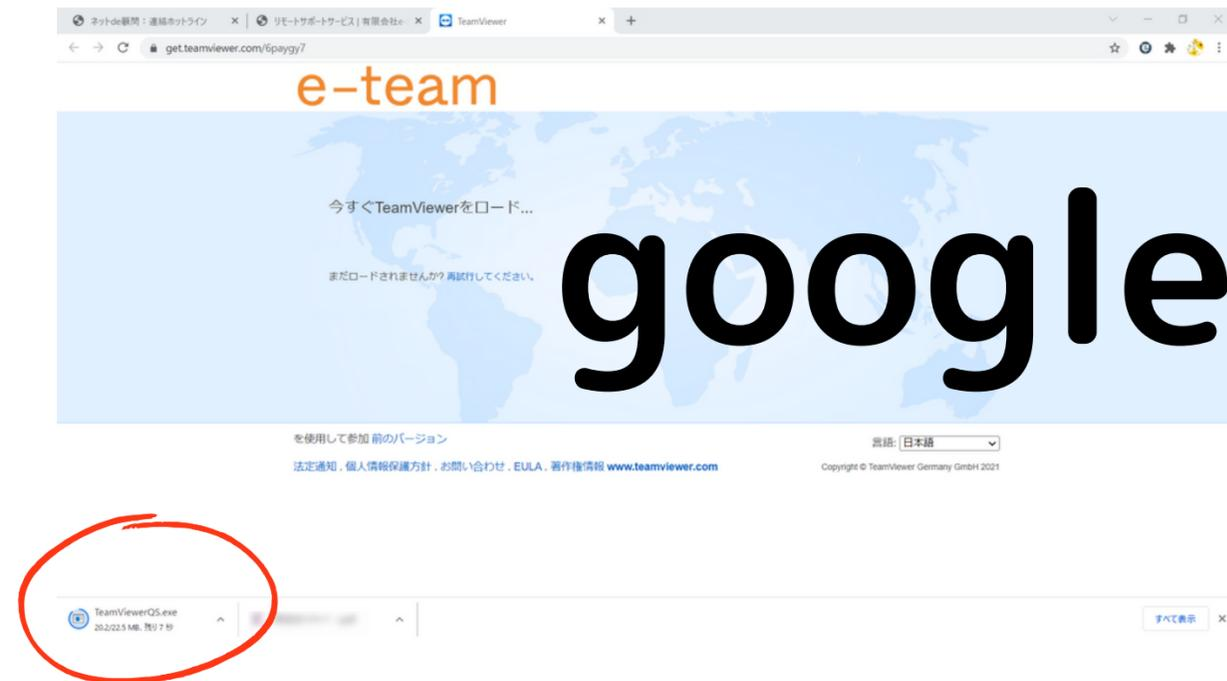 ネットde顧問：連絡ホットライン
リモートサポートサービス | 有限会社e-
TeamViewer
get.teamviewer.com/6paygy7
e-team
今すぐTeamViewerをロード...
まだロードされませんか? 再試行してください。
google
を使用して参加 前のバージョン
言語: 日本語
法定通知 , 個人情報保護方針 , お問い合わせ , EULA , 著作権情報 www.teamviewer.com
Copyright © TeamViewer Germany GmbH 2021
TeamViewerQS.exe
20.2/22.5 MB, 残り 7 秒
すべて表示